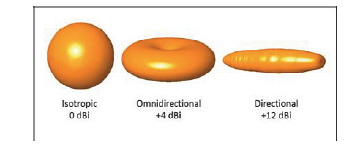 Isotropic
0 dBi
Omnidirectional
+4 dBi
Directional
+12 dBi